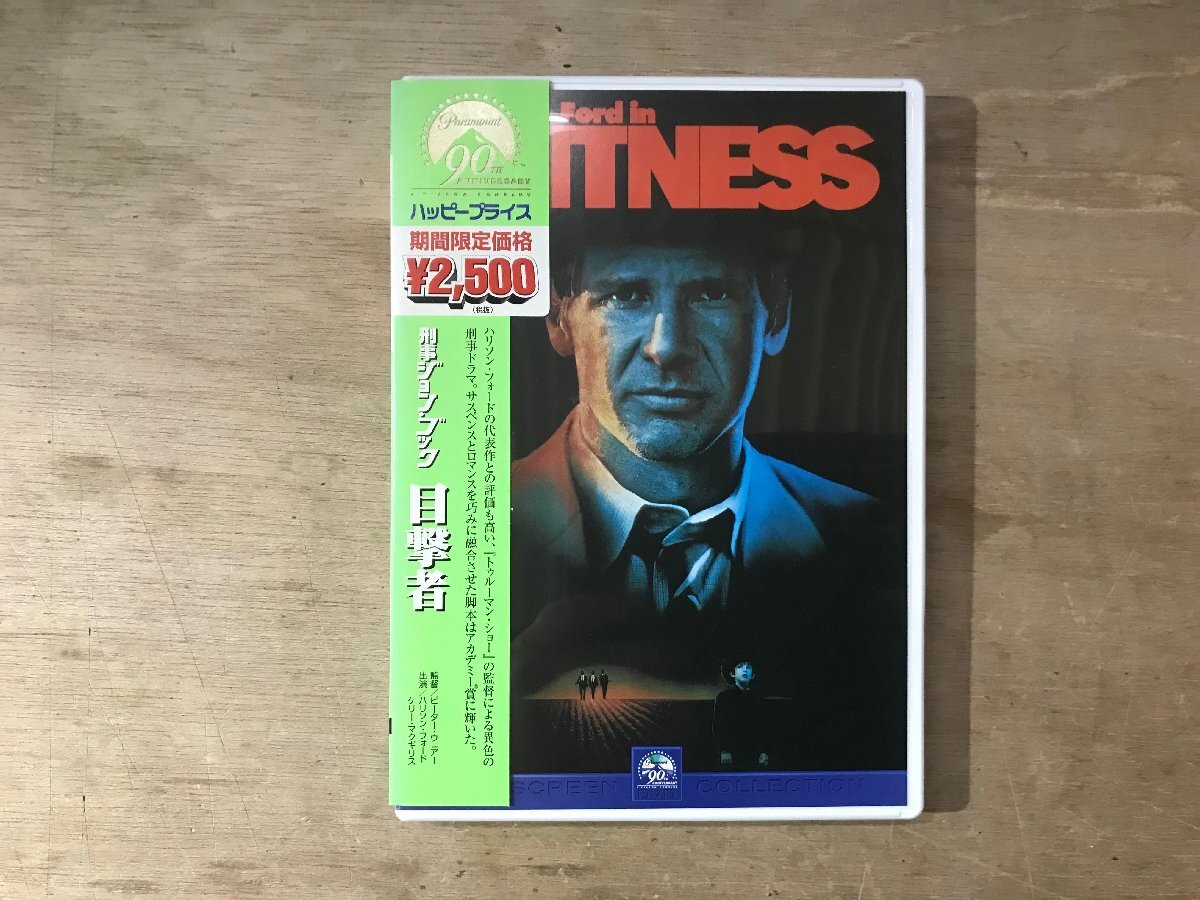 Paramount
90TH
ANNIVERSARY
ハッピープライス
期間限定価格
¥2,500
(税抜)
刑事ジョン・ブック
目撃者
ハリソン・フォードの代表作との評価も高い、「トゥルーマン・ショー」の監督による異色の
刑事ドラマ。サスペンスとロマンスを巧みに融合させた脚本はアカデミー賞に輝いた。
監督/ピーター・ウィアー
出演/ハリソン・フォード
ケリー・マクギリス
Ford in
ITNESS
SCREEN COLLECTION
90th
ANNIVERSARY